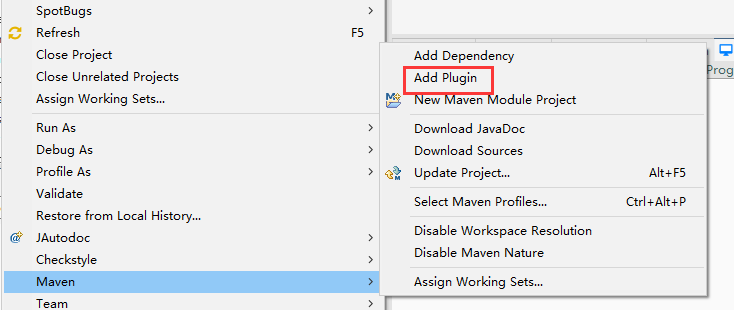 SpotBugs
Refresh F5
Close Project
Close Unrelated Projects
Assign Working Sets...
Run As
Debug As
Profile As
Validate
Restore from Local History...
JAutodoc
Checkstyle
Maven
Team
Add Dependency
Add Plugin
New Maven Module Project
Download JavaDoc
Download Sources
Update Project... Alt+F5
Select Maven Profiles... Ctrl+Alt+P
Disable Workspace Resolution
Disable Maven Nature
Assign Working Sets...
Prog